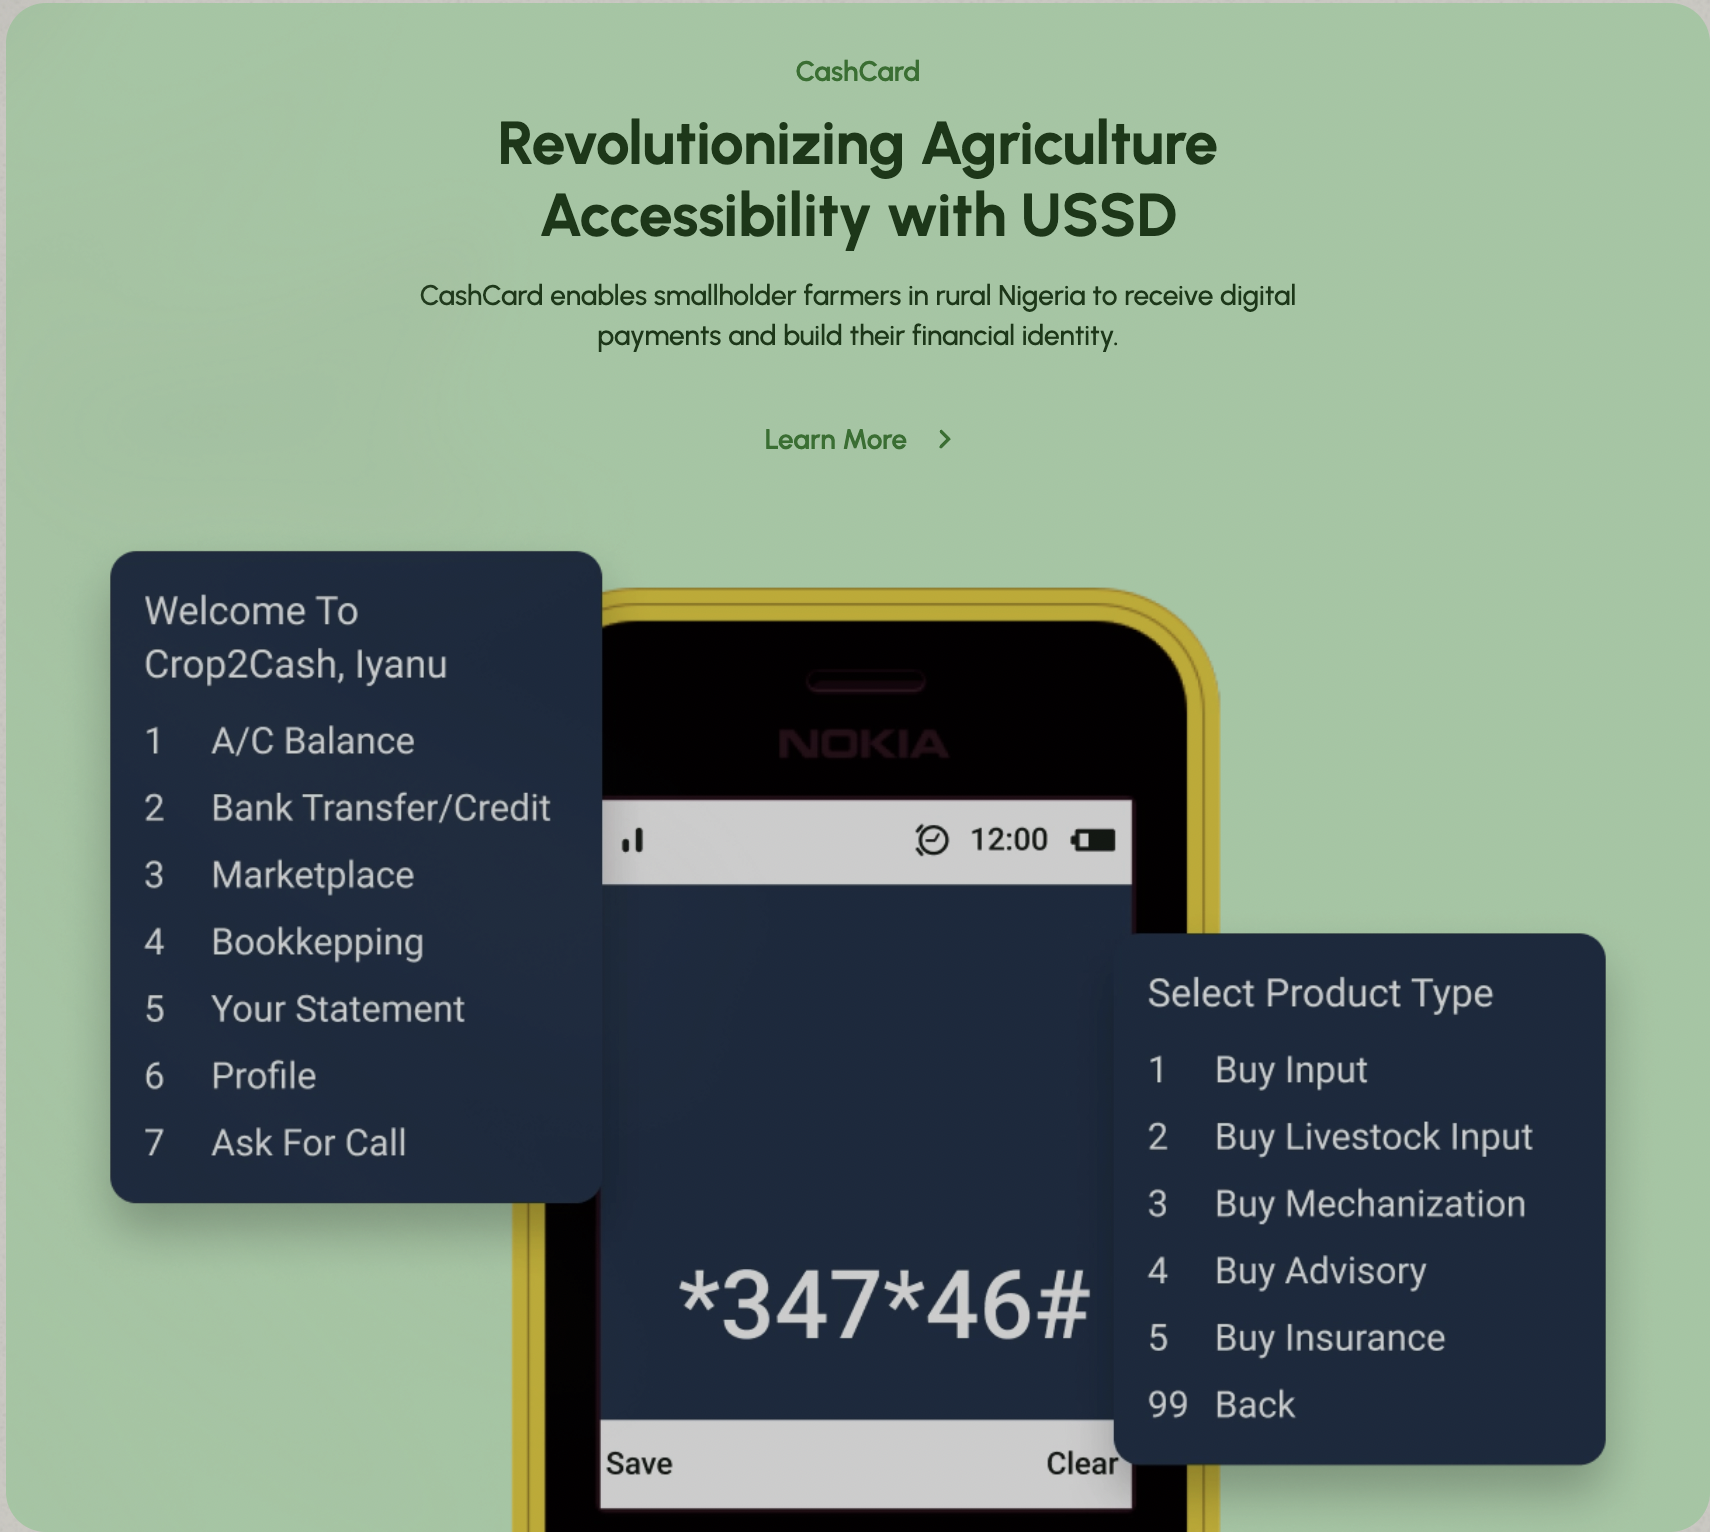 CashCard
Revolutionizing Agriculture
Accessibility with USSD
CashCard enables smallholder farmers in rural Nigeria to receive digital
payments and build their financial identity.
Learn More
Welcome To
Crop2Cash, Iyanu
1 A/C Balance
2 Bank Transfer/Credit
3 Marketplace
4 Bookkepping
5 Your Statement
6 Profile
7 Ask For Call
NOKIA
12:00
*347*46#
Save Clear
Select Product Type
1 Buy Input
2 Buy Livestock Input
3 Buy Mechanization
4 Buy Advisory
5 Buy Insurance
99 Back